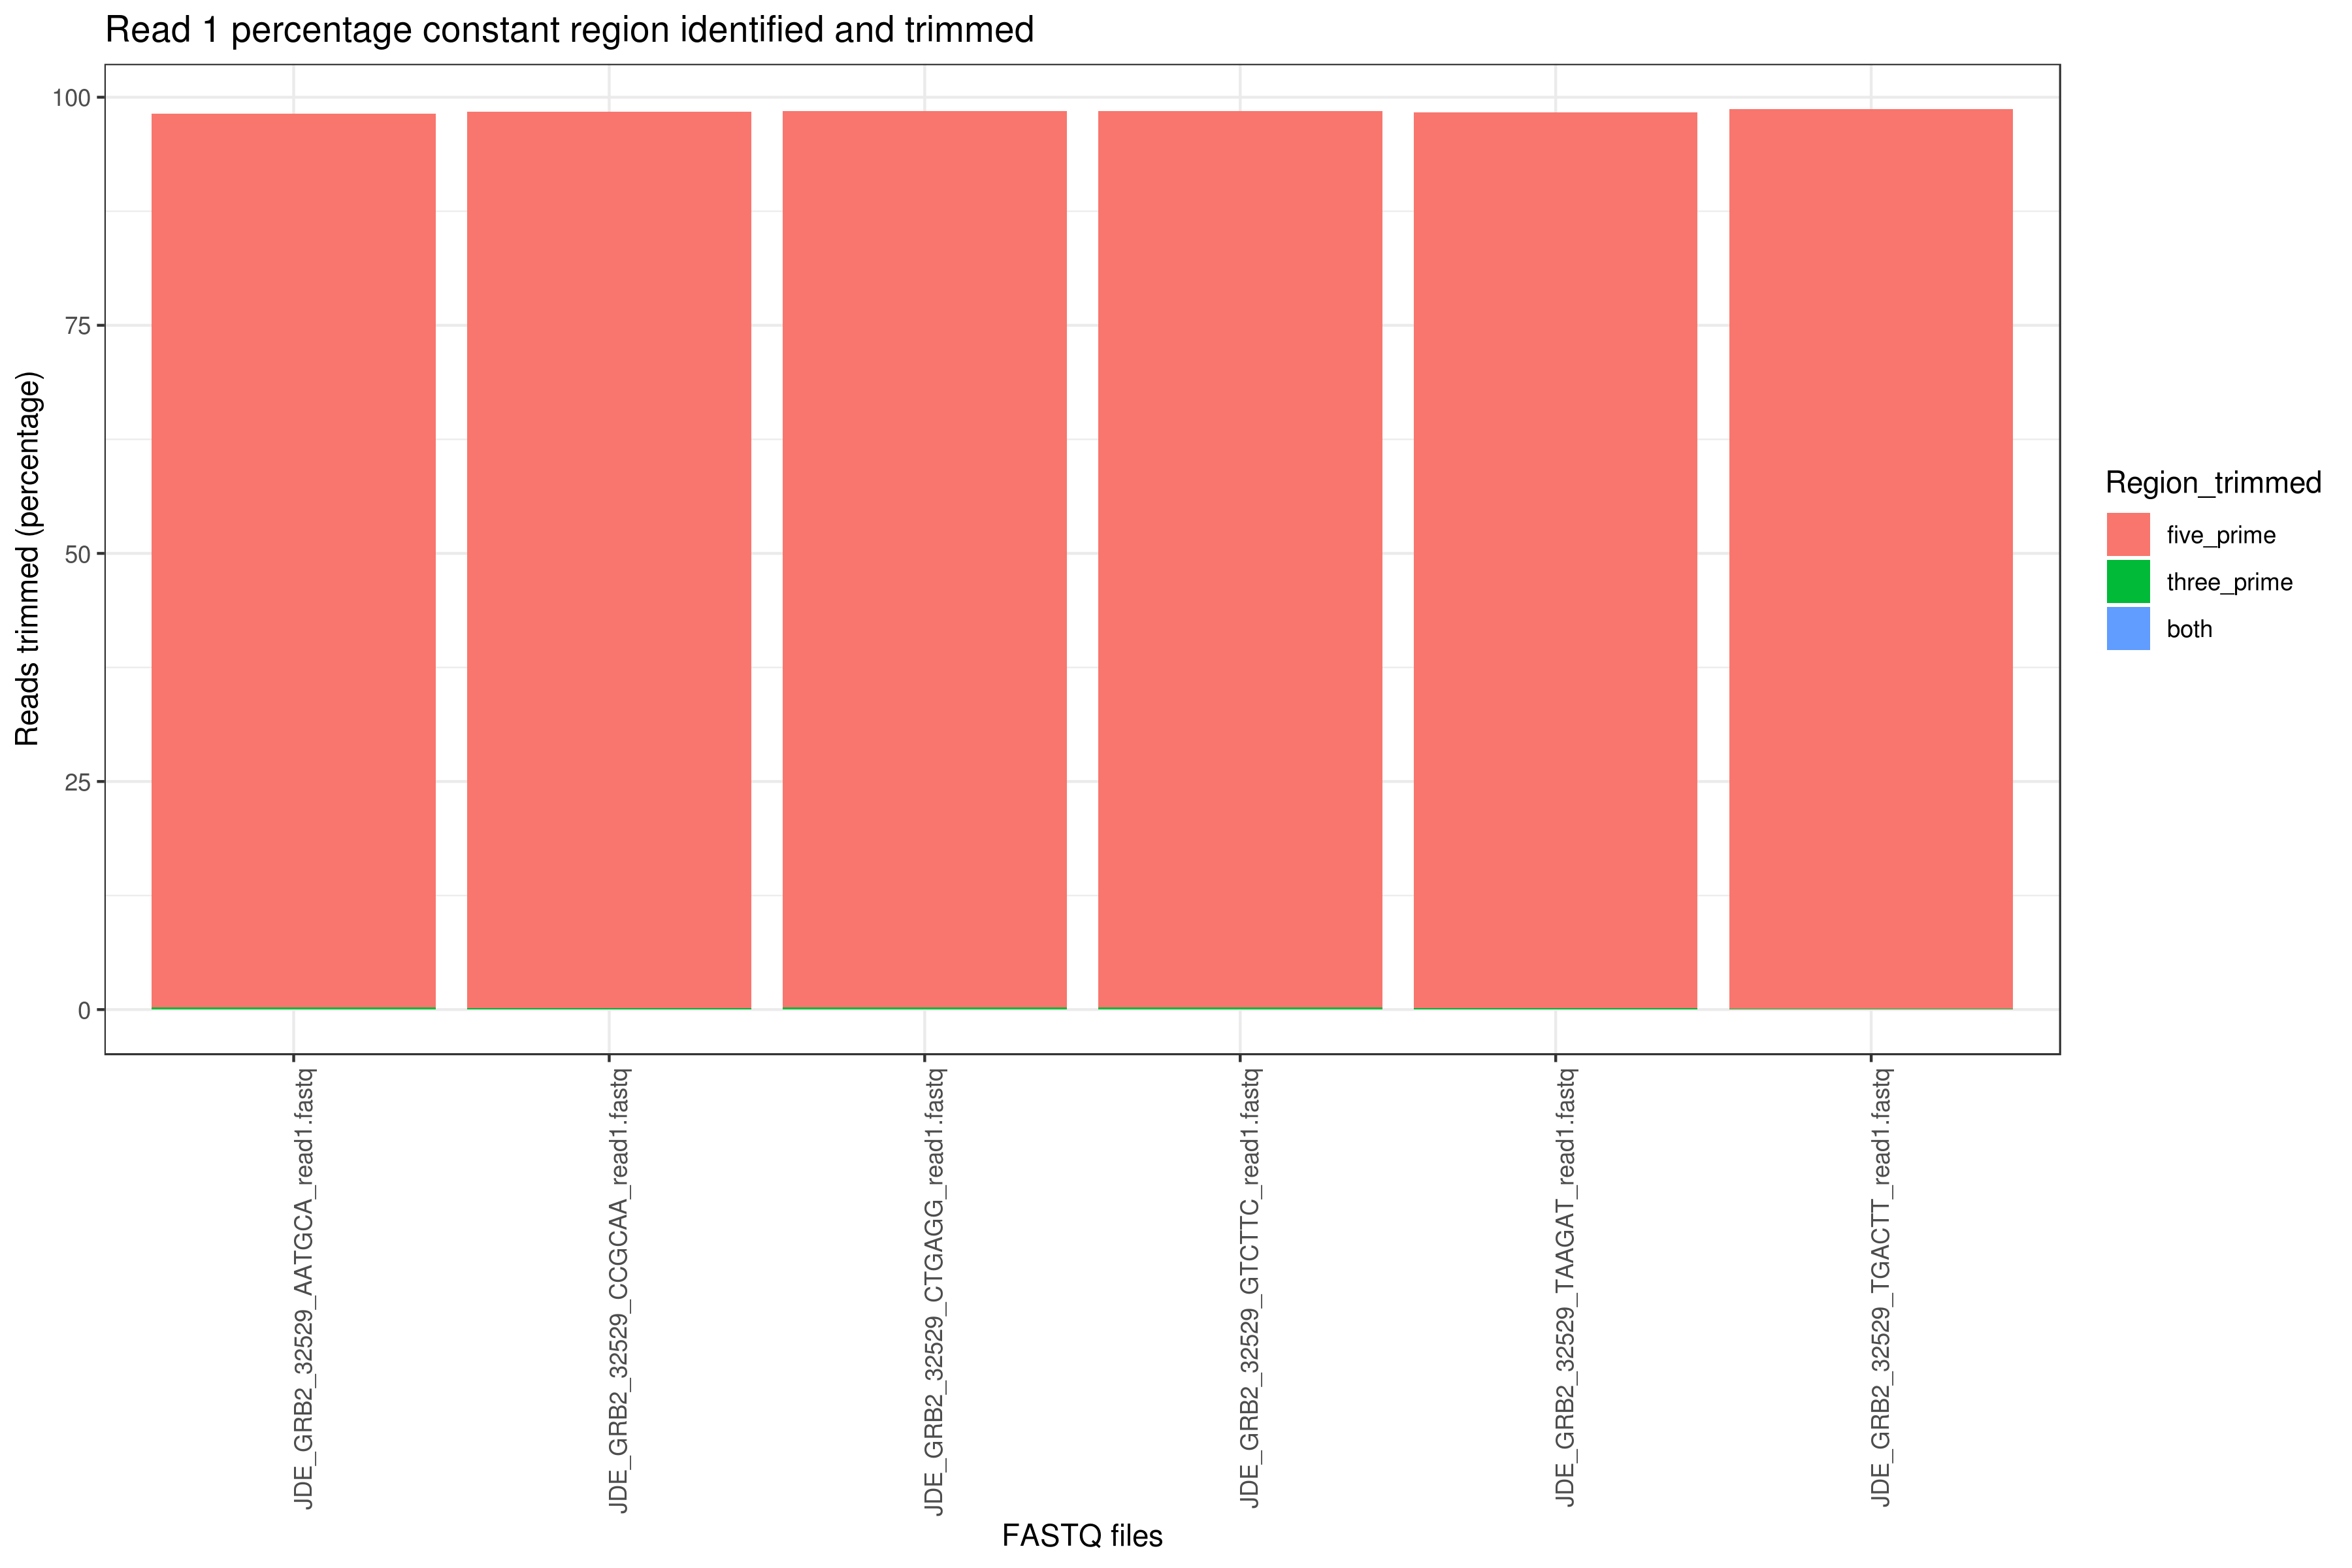 Read 1 percentage constant region identified and trimmed
Reads trimmed (percentage)
100
75
50
25
0
JDE_GRB2_32529_AATGCA_read1.fastq
JDE_GRB2_32529_CCGCAA_read1.fastq
JDE_GRB2_32529_CTGAGG_read1.fastq
JDE_GRB2_32529_GTCTTC_read1.fastq
JDE_GRB2_32529_TAAGAT_read1.fastq
JDE_GRB2_32529_TGACTT_read1.fastq
FASTQ files
Region_trimmed
five_prime
three_prime
both